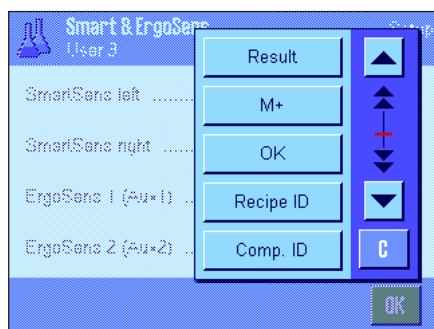 Smart & ErgoSens
Setup
User 3
SmartSens left ........
SmartSens right .....
ErgoSens 1 (Aux1) ..
ErgoSens 2 (Aux2) ..
Result
M+
OK
Recipe ID
Comp. ID
C
OK